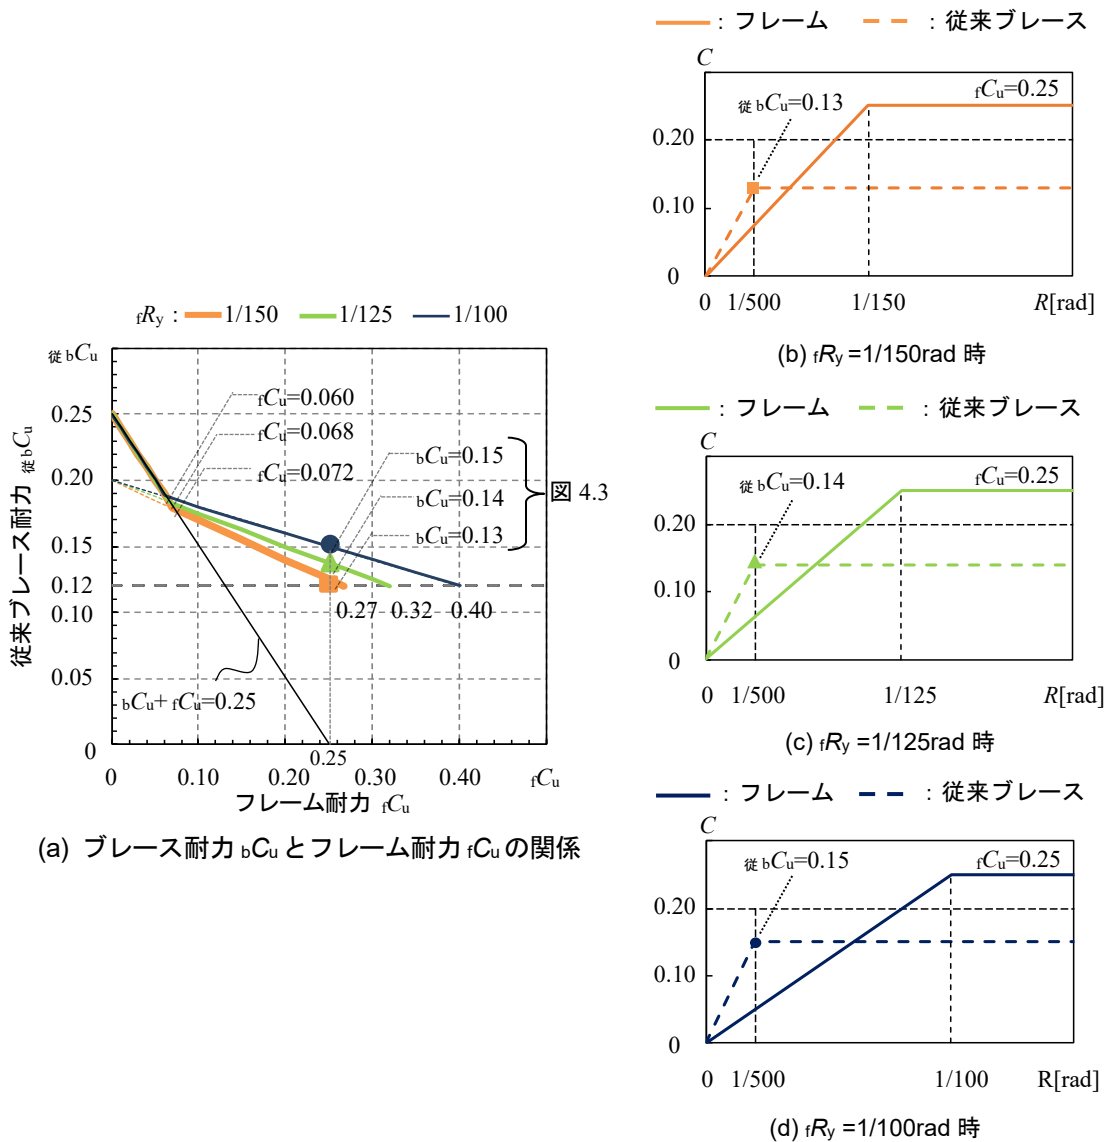 fRy : 1/150 1/125 1/100
従bCu
従来ブレース耐力 従bCu
0.25
0.20
0.15
0.12
0.10
0.05
0
fCu=0.060
fCu=0.068
fCu=0.072
bCu=0.15
bCu=0.14
bCu=0.13
図 4.3
0.27 0.32 0.40
bCu+ fCu=0.25
0.25
0 0.10 0.20 0.30 0.40 fCu
フレーム耐力 fCu
(a) ブレース耐力 bCu とフレーム耐力 fCu の関係
: フレーム : 従来ブレース
C
従bCu=0.13
fCu=0.25
0.20
0.10
0
0 1/500 1/150 R[rad]
(b) fRy =1/150rad 時
: フレーム : 従来ブレース
C
従bCu=0.14
fCu=0.25
0.20
0.10
0
0 1/500 1/125 R[rad]
(c) fRy =1/125rad 時
: フレーム : 従来ブレース
C
従bCu=0.15
fCu=0.25
0.20
0.10
0
0 1/500 1/100 R[rad]
(d) fRy =1/100rad 時